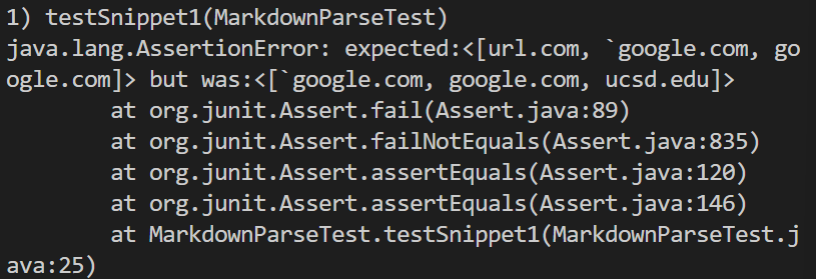 1) testSnippet1(MarkdownParseTest)
java.lang.AssertionError: expected:<[url.com, `google.com, go
ogle.com]> but was:<[`google.com, google.com, ucsd.edu]>
        at org.junit.Assert.fail(Assert.java:89)
        at org.junit.Assert.failNotEquals(Assert.java:835)
        at org.junit.Assert.assertEquals(Assert.java:120)
        at org.junit.Assert.assertEquals(Assert.java:146)
        at MarkdownParseTest.testSnippet1(MarkdownParseTest.j
ava:25)